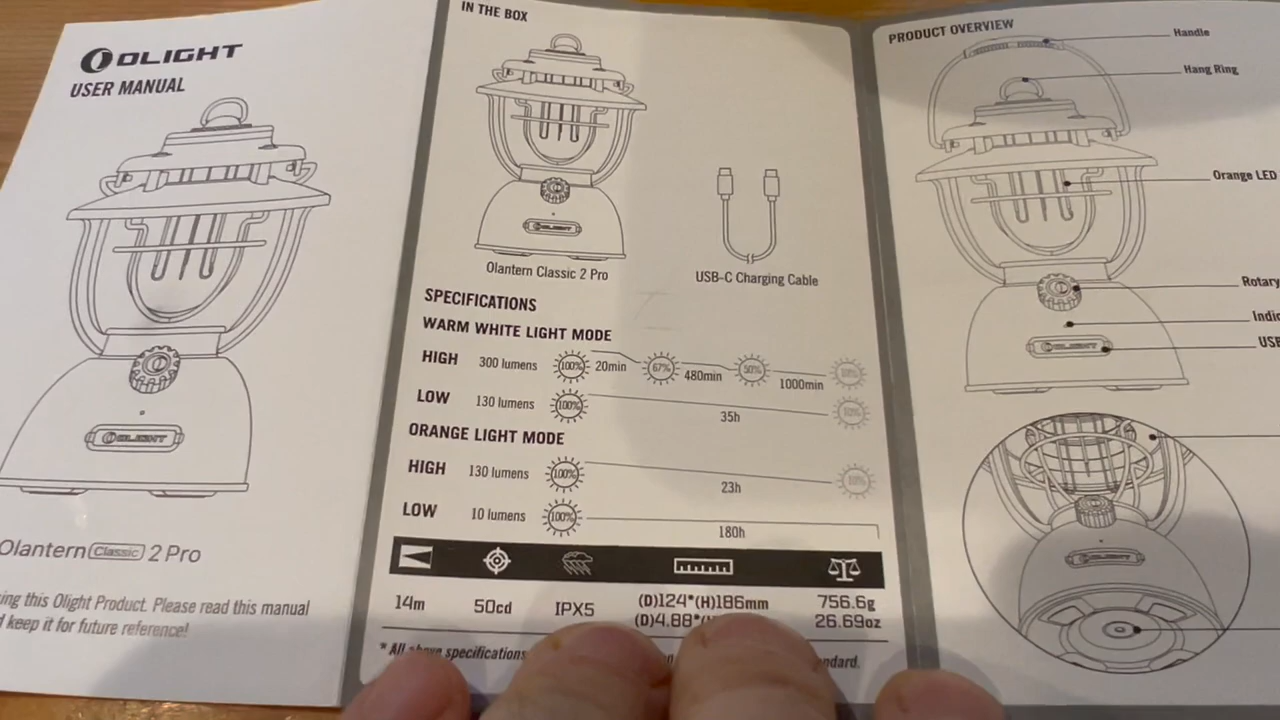 OLIGHT
USER MANUAL
OLIGHT
Olantern Classic 2 Pro
this Olight Product. Please read this manual
keep it for future reference!
IN THE BOX
OLIGHT
Olantern Classic 2 Pro
USB-C Charging Cable
SPECIFICATIONS
WARM WHITE LIGHT MODE
HIGH 300 lumens 100% 20min 67% 480min 50% 1000min 10%
LOW 130 lumens 100% 35h 10%
ORANGE LIGHT MODE
HIGH 130 lumens 100% 23h 10%
LOW 10 lumens 100% 180h
14m 50cd IPX5 (D)124*(H)186mm 756.6g
(D)4.88* 26.69oz
* All above specifications
PRODUCT OVERVIEW
Handle
Hang Ring
Orange LED
Rotary
USB
OLIGHT
OLIGHT